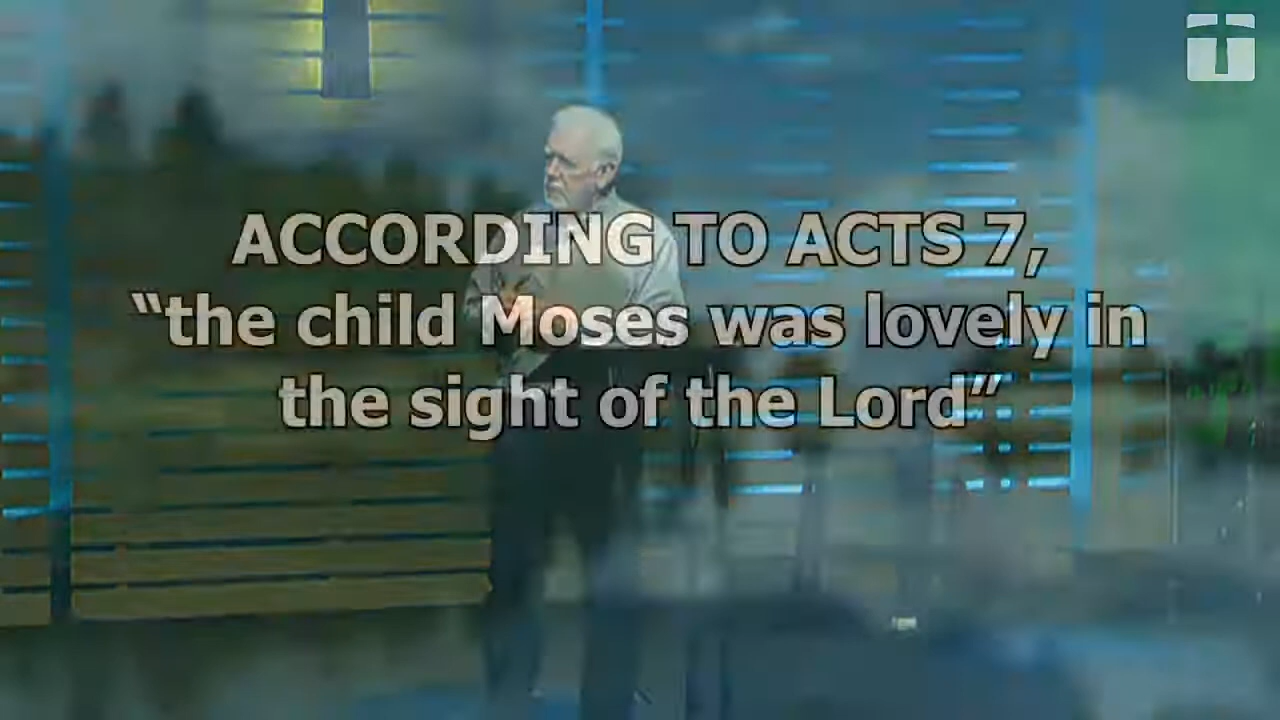 ACCORDING TO ACTS 7,
“the child Moses was lovely in
the sight of the Lord”